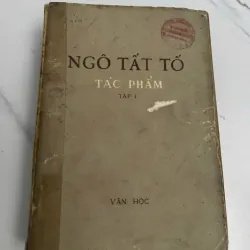 NGÔ TẤT TỐ
TÁC PHẨM
TẬP I
VĂN HỌC